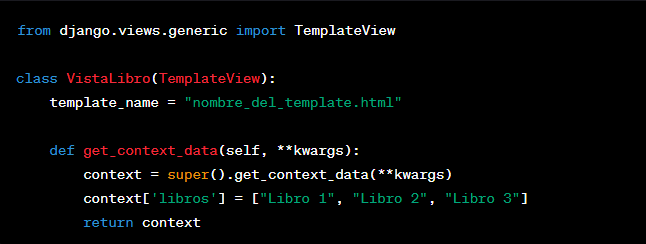 from django.views.generic import TemplateView
class VistaLibro(TemplateView):
    template_name = "nombre_del_template.html"
    def get_context_data(self, **kwargs):
        context = super().get_context_data(**kwargs)
        context['libros'] = ["Libro 1", "Libro 2", "Libro 3"]
        return context